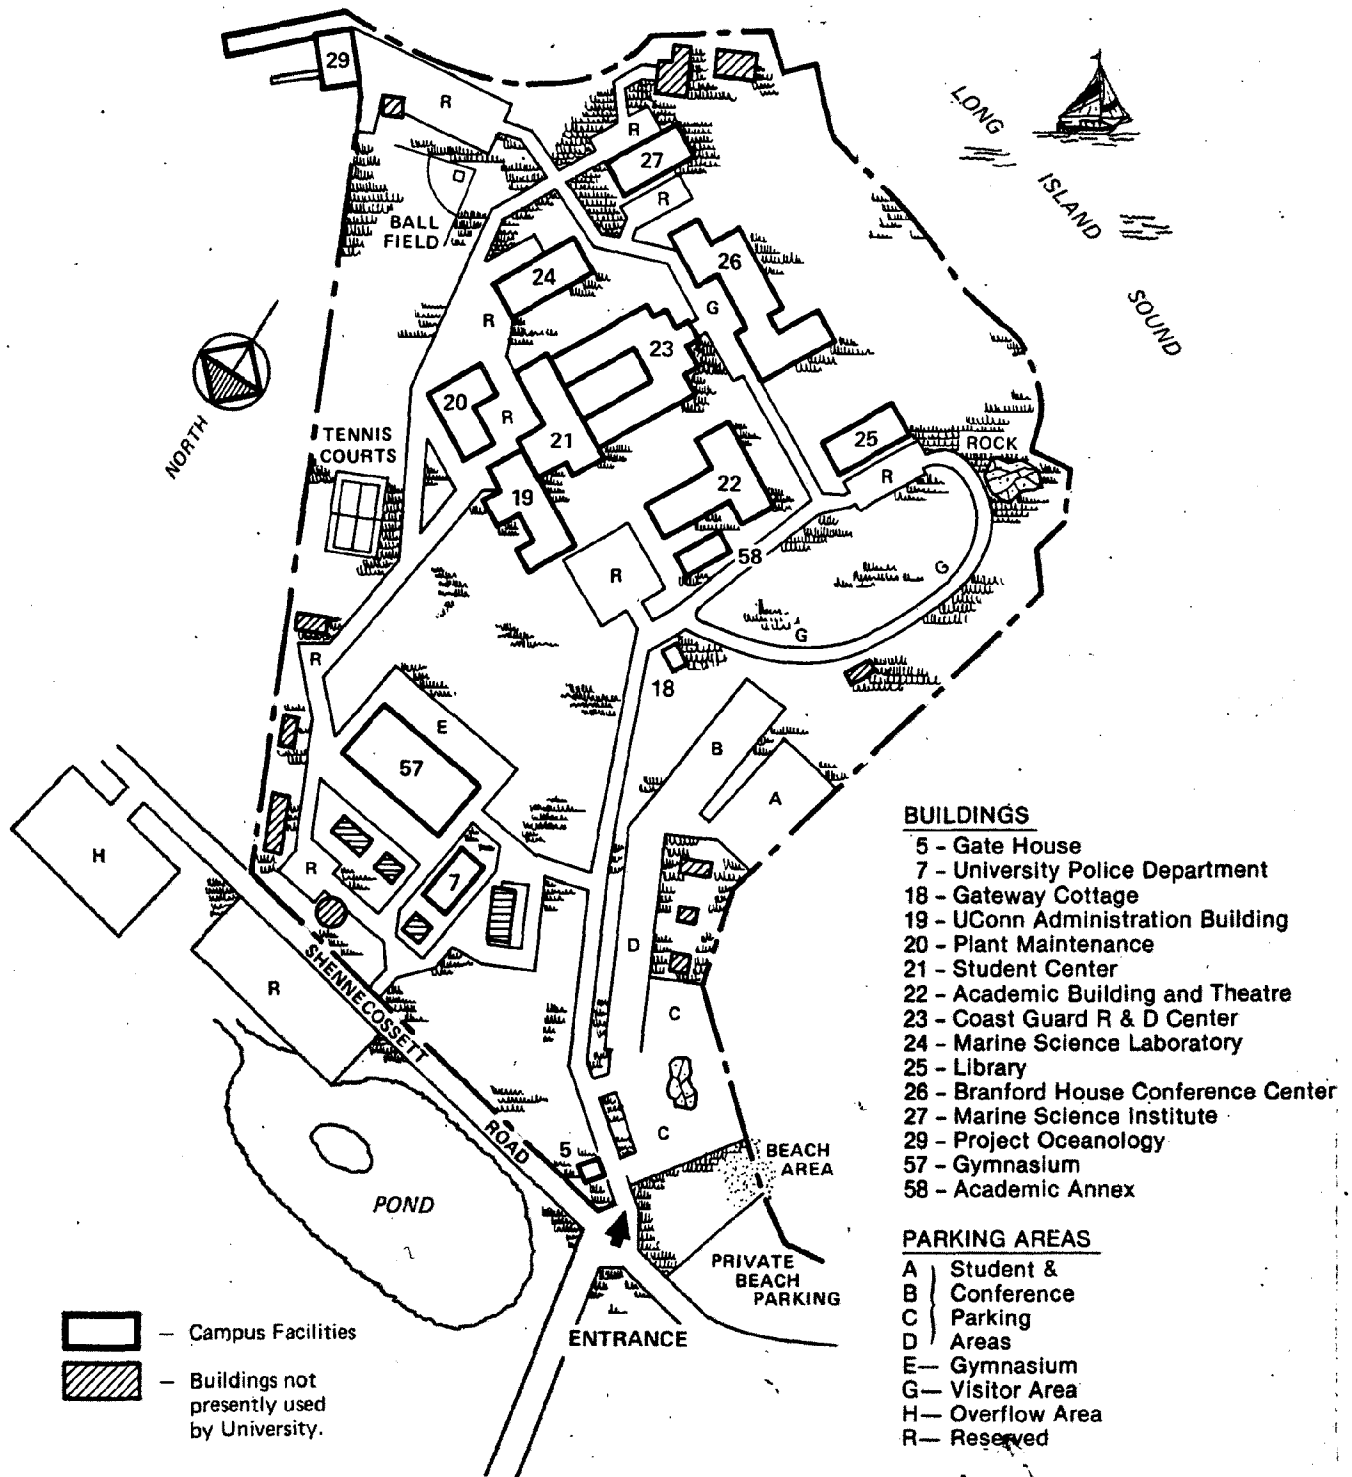 29
R
R
27
R
BALL
FIELD
24
26
LONG
ISLAND
SOUND
G
R
23
NORTH
20
R
21
TENNIS
COURTS
25
ROCK
R
19
22
58
R
G
G
R
18
E
57
B
A
H
R
7
D
R
SHENNECOSSETT
ROAD
C
C
5
BEACH
AREA
POND
PRIVATE
BEACH
PARKING
ENTRANCE
— Campus Facilities
— Buildings not
presently used
by University.
BUILDINGS
5 – Gate House
7 – University Police Department
18 – Gateway Cottage
19 – UConn Administration Building
20 – Plant Maintenance
21 – Student Center
22 – Academic Building and Theatre
23 – Coast Guard R & D Center
24 – Marine Science Laboratory
25 – Library
26 – Branford House Conference Center
27 – Marine Science Institute
29 – Project Oceanology
57 – Gymnasium
58 – Academic Annex
PARKING AREAS
A Student &
B Conference
C Parking
D Areas
E— Gymnasium
G— Visitor Area
H— Overflow Area
R— Reserved